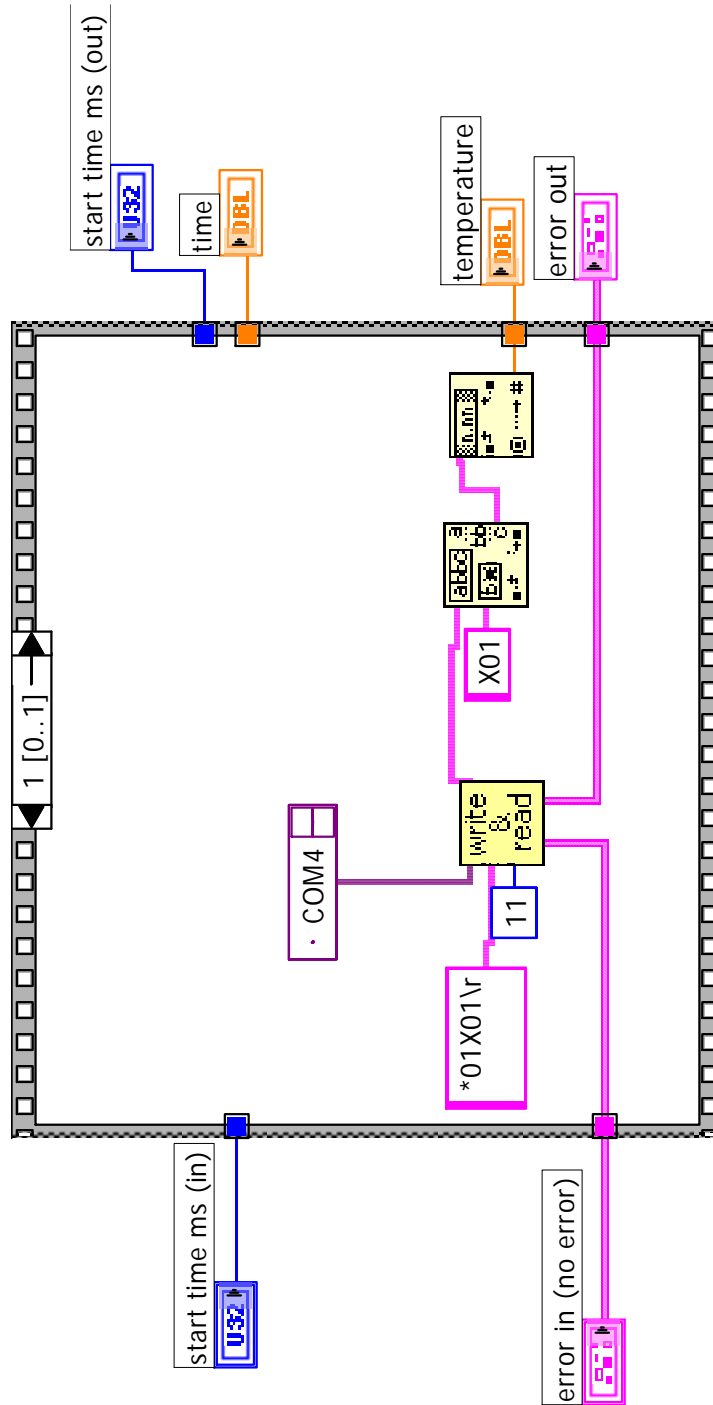 1 [0..1]
start time ms (in)
U32
start time ms (out)
U32
time
DBL
COM4
*01X01\r
11
write
&
read
X01
temperature
DBL
error in (no error)
error out